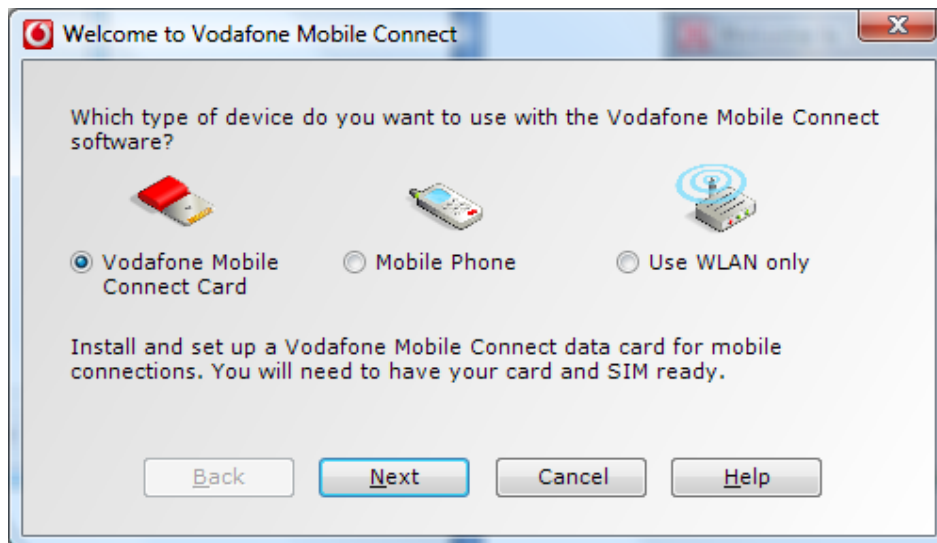 Welcome to Vodafone Mobile Connect
Which type of device do you want to use with the Vodafone Mobile Connect
software?
Vodafone Mobile
Connect Card
Mobile Phone
Use WLAN only
Install and set up a Vodafone Mobile Connect data card for mobile
connections. You will need to have your card and SIM ready.
Back
Next
Cancel
Help